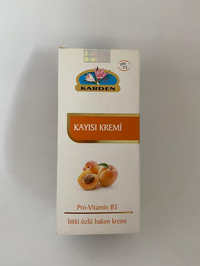 KARDEN
KAYISI KREMİ
Pro-Vitamin B5
bitki özlü bakım kremi